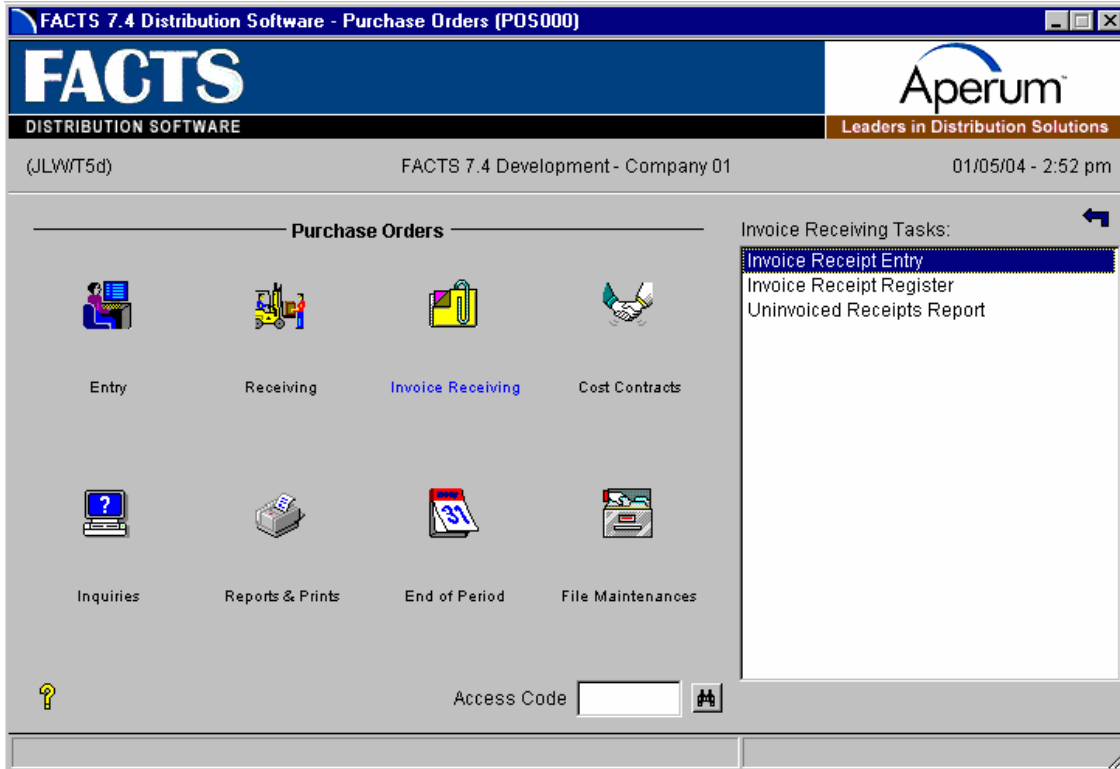 FACTS 7.4 Distribution Software - Purchase Orders (POS000)
FACTS
DISTRIBUTION SOFTWARE
Aperum™
Leaders in Distribution Solutions
(JLW/T5d)
FACTS 7.4 Development - Company 01
01/05/04 - 2:52 pm
Purchase Orders
Entry
Receiving
Invoice Receiving
Cost Contracts
?
31
Inquiries
Reports & Prints
End of Period
File Maintenances
?
Access Code
Invoice Receiving Tasks:
Invoice Receipt Entry
Invoice Receipt Register
Uninvoiced Receipts Report